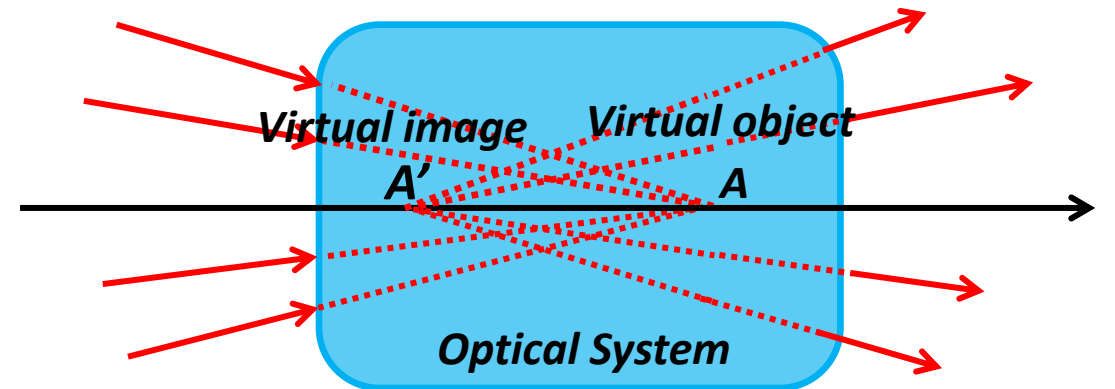 Virtual image
Virtual object
A’
A
Optical System